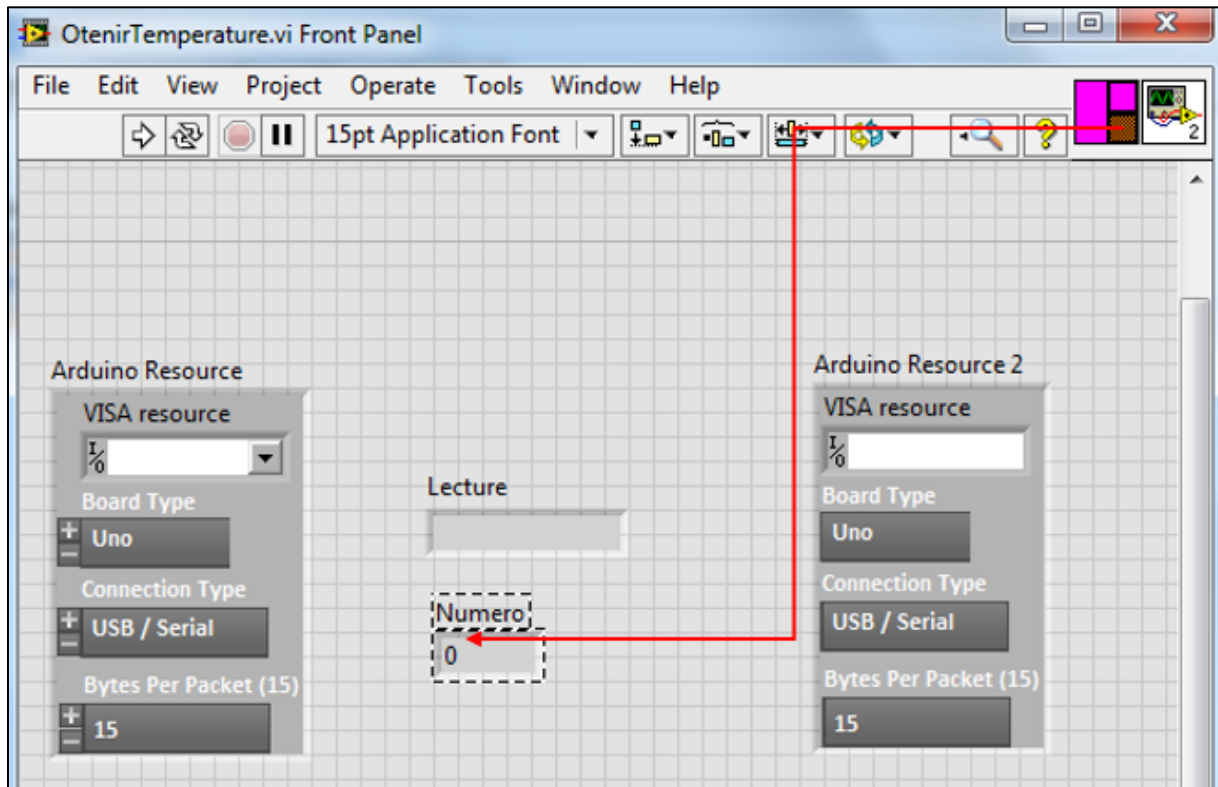 OtenirTemperature.vi Front Panel
File Edit View Project Operate Tools Window Help
15pt Application Font
2
Arduino Resource
VISA resource
I/O
Board Type
Uno
Connection Type
USB / Serial
Bytes Per Packet (15)
15
Lecture
Numero
0
Arduino Resource 2
VISA resource
I/O
Board Type
Uno
Connection Type
USB / Serial
Bytes Per Packet (15)
15